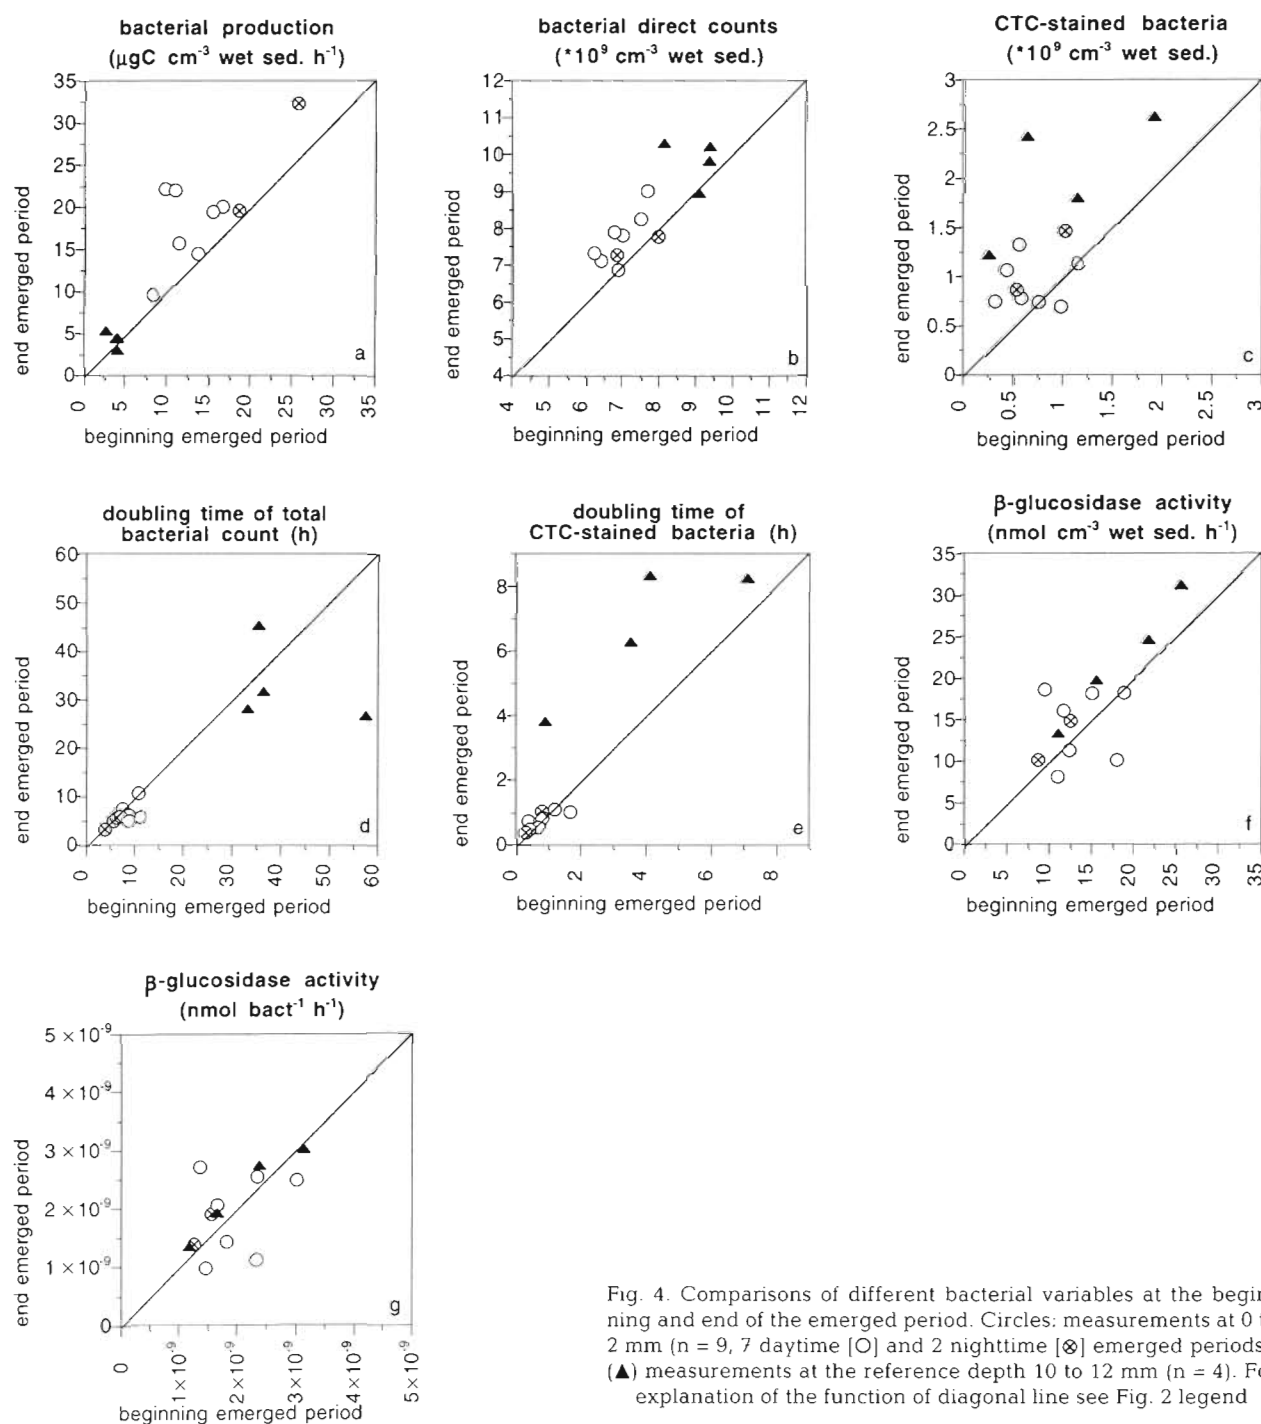 bacterial production
(μgC cm⁻³ wet sed. h⁻¹)
35
30
25
20
15
10
5
0
end emerged period
a
0
5
10
15
20
25
30
35
beginning emerged period
bacterial direct counts
(*10⁹ cm⁻³ wet sed.)
12
11
10
9
8
7
6
5
4
end emerged period
b
4
5
6
7
8
9
10
11
12
beginning emerged period
CTC-stained bacteria
(*10⁹ cm⁻³ wet sed.)
3
2.5
2
1.5
1
0.5
0
end emerged period
c
0
0.5
1
1.5
2
2.5
3
beginning emerged period
doubling time of total
bacterial count (h)
60
50
40
30
20
10
0
end emerged period
d
0
10
20
30
40
50
60
beginning emerged period
doubling time of
CTC-stained bacteria (h)
8
6
4
2
0
end emerged period
e
0
2
4
6
8
beginning emerged period
β-glucosidase activity
(nmol cm⁻³ wet sed. h⁻¹)
35
30
25
20
15
10
5
0
end emerged period
f
0
5
10
15
20
25
30
35
beginning emerged period
β-glucosidase activity
(nmol bact⁻¹ h⁻¹)
5 × 10⁻⁹
4 × 10⁻⁹
3 × 10⁻⁹
2 × 10⁻⁹
1 × 10⁻⁹
0
end emerged period
g
0
1 × 10⁻⁹
2 × 10⁻⁹
3 × 10⁻⁹
4 × 10⁻⁹
5 × 10⁻⁹
beginning emerged period
Fig. 4. Comparisons of different bacterial variables at the begin
ning and end of the emerged period. Circles: measurements at 0
2 mm (n = 9, 7 daytime [○] and 2 nighttime [⊗] emerged periods
(▲) measurements at the reference depth 10 to 12 mm (n = 4).
explanation of the function of diagonal line see Fig. 2 legend